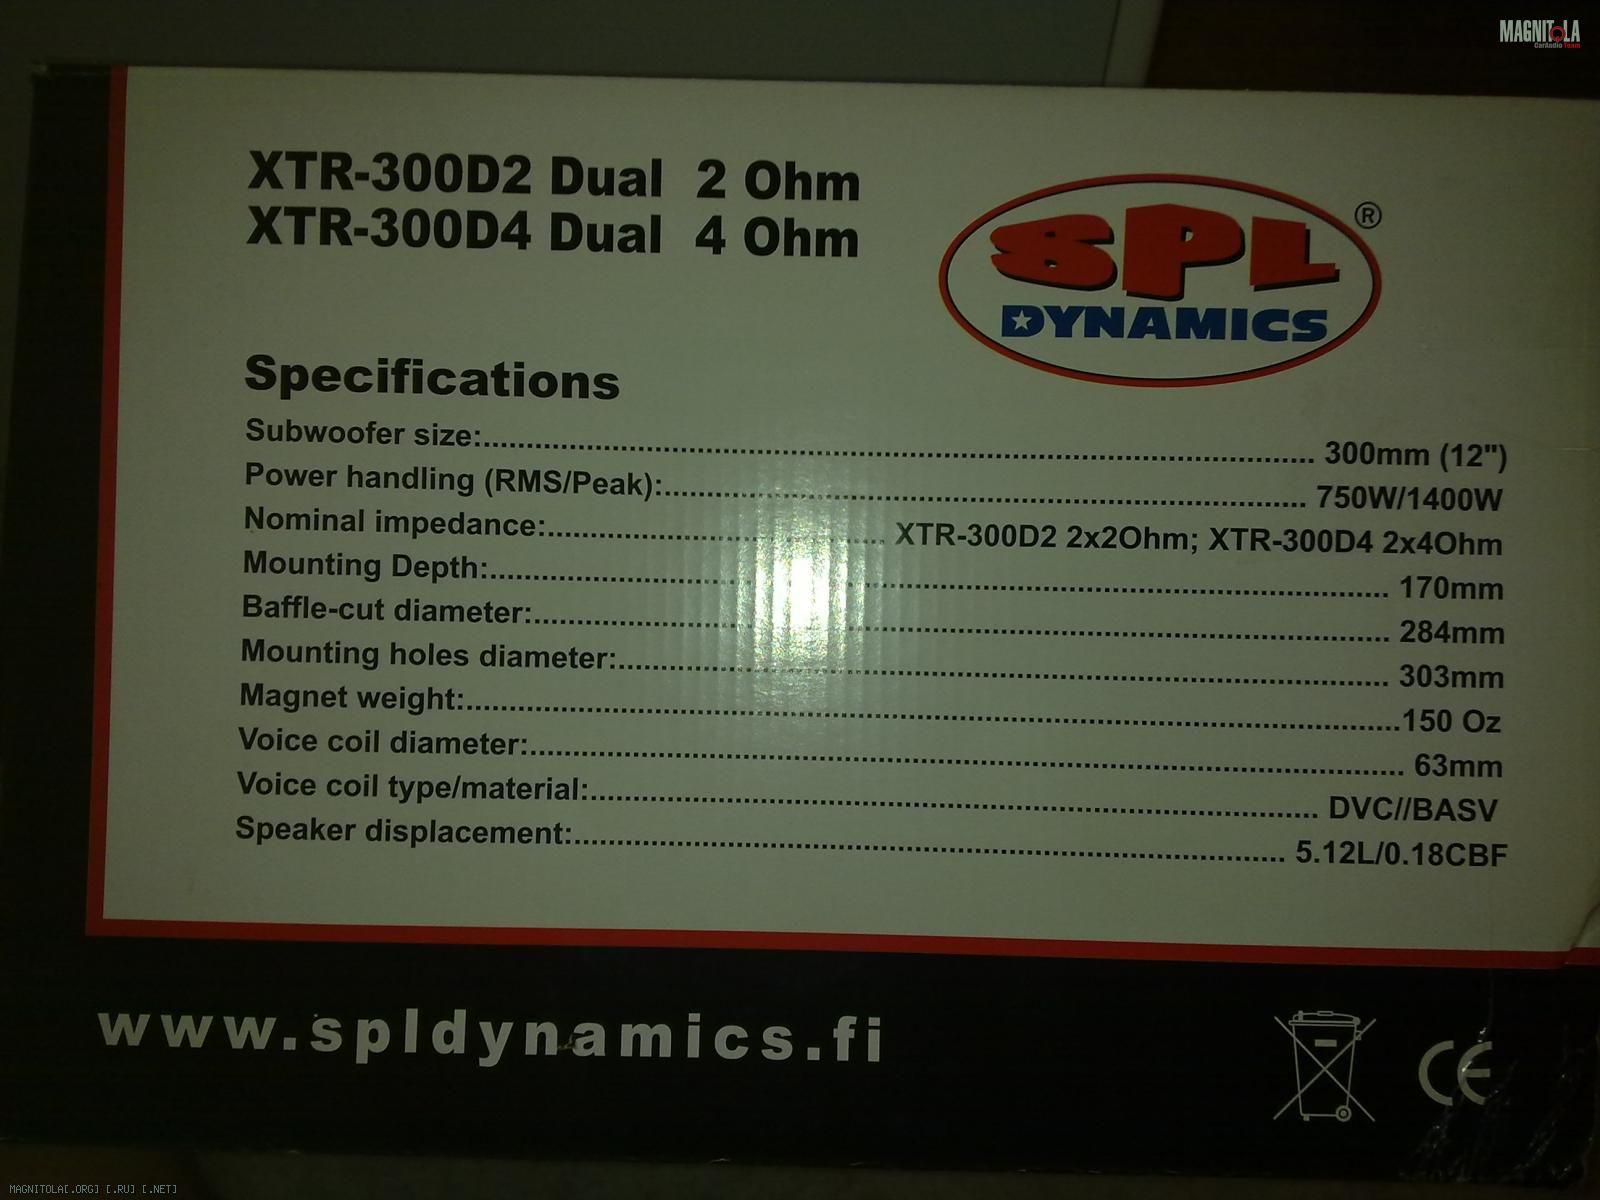 MAGNITOLA
CarAudio Team
XTR-300D2 Dual 2 Ohm
XTR-300D4 Dual 4 Ohm
SPL
DYNAMICS
®
Specifications
Subwoofer size:.......... 300mm (12")
Power handling (RMS/Peak):.......... 750W/1400W
Nominal impedance:.......... XTR-300D2 2x2Ohm; XTR-300D4 2x4Ohm
Mounting Depth:.......... 170mm
Baffle-cut diameter:.......... 284mm
Mounting holes diameter:.......... 303mm
Magnet weight:..........150 Oz
Voice coil diameter:.......... 63mm
Voice coil type/material:.......... DVC//BASV
Speaker displacement:.......... 5.12L/0.18CBF
www.spldynamics.fi
CE
MAGNITOLA[.ORG] [.RU] [.NET]